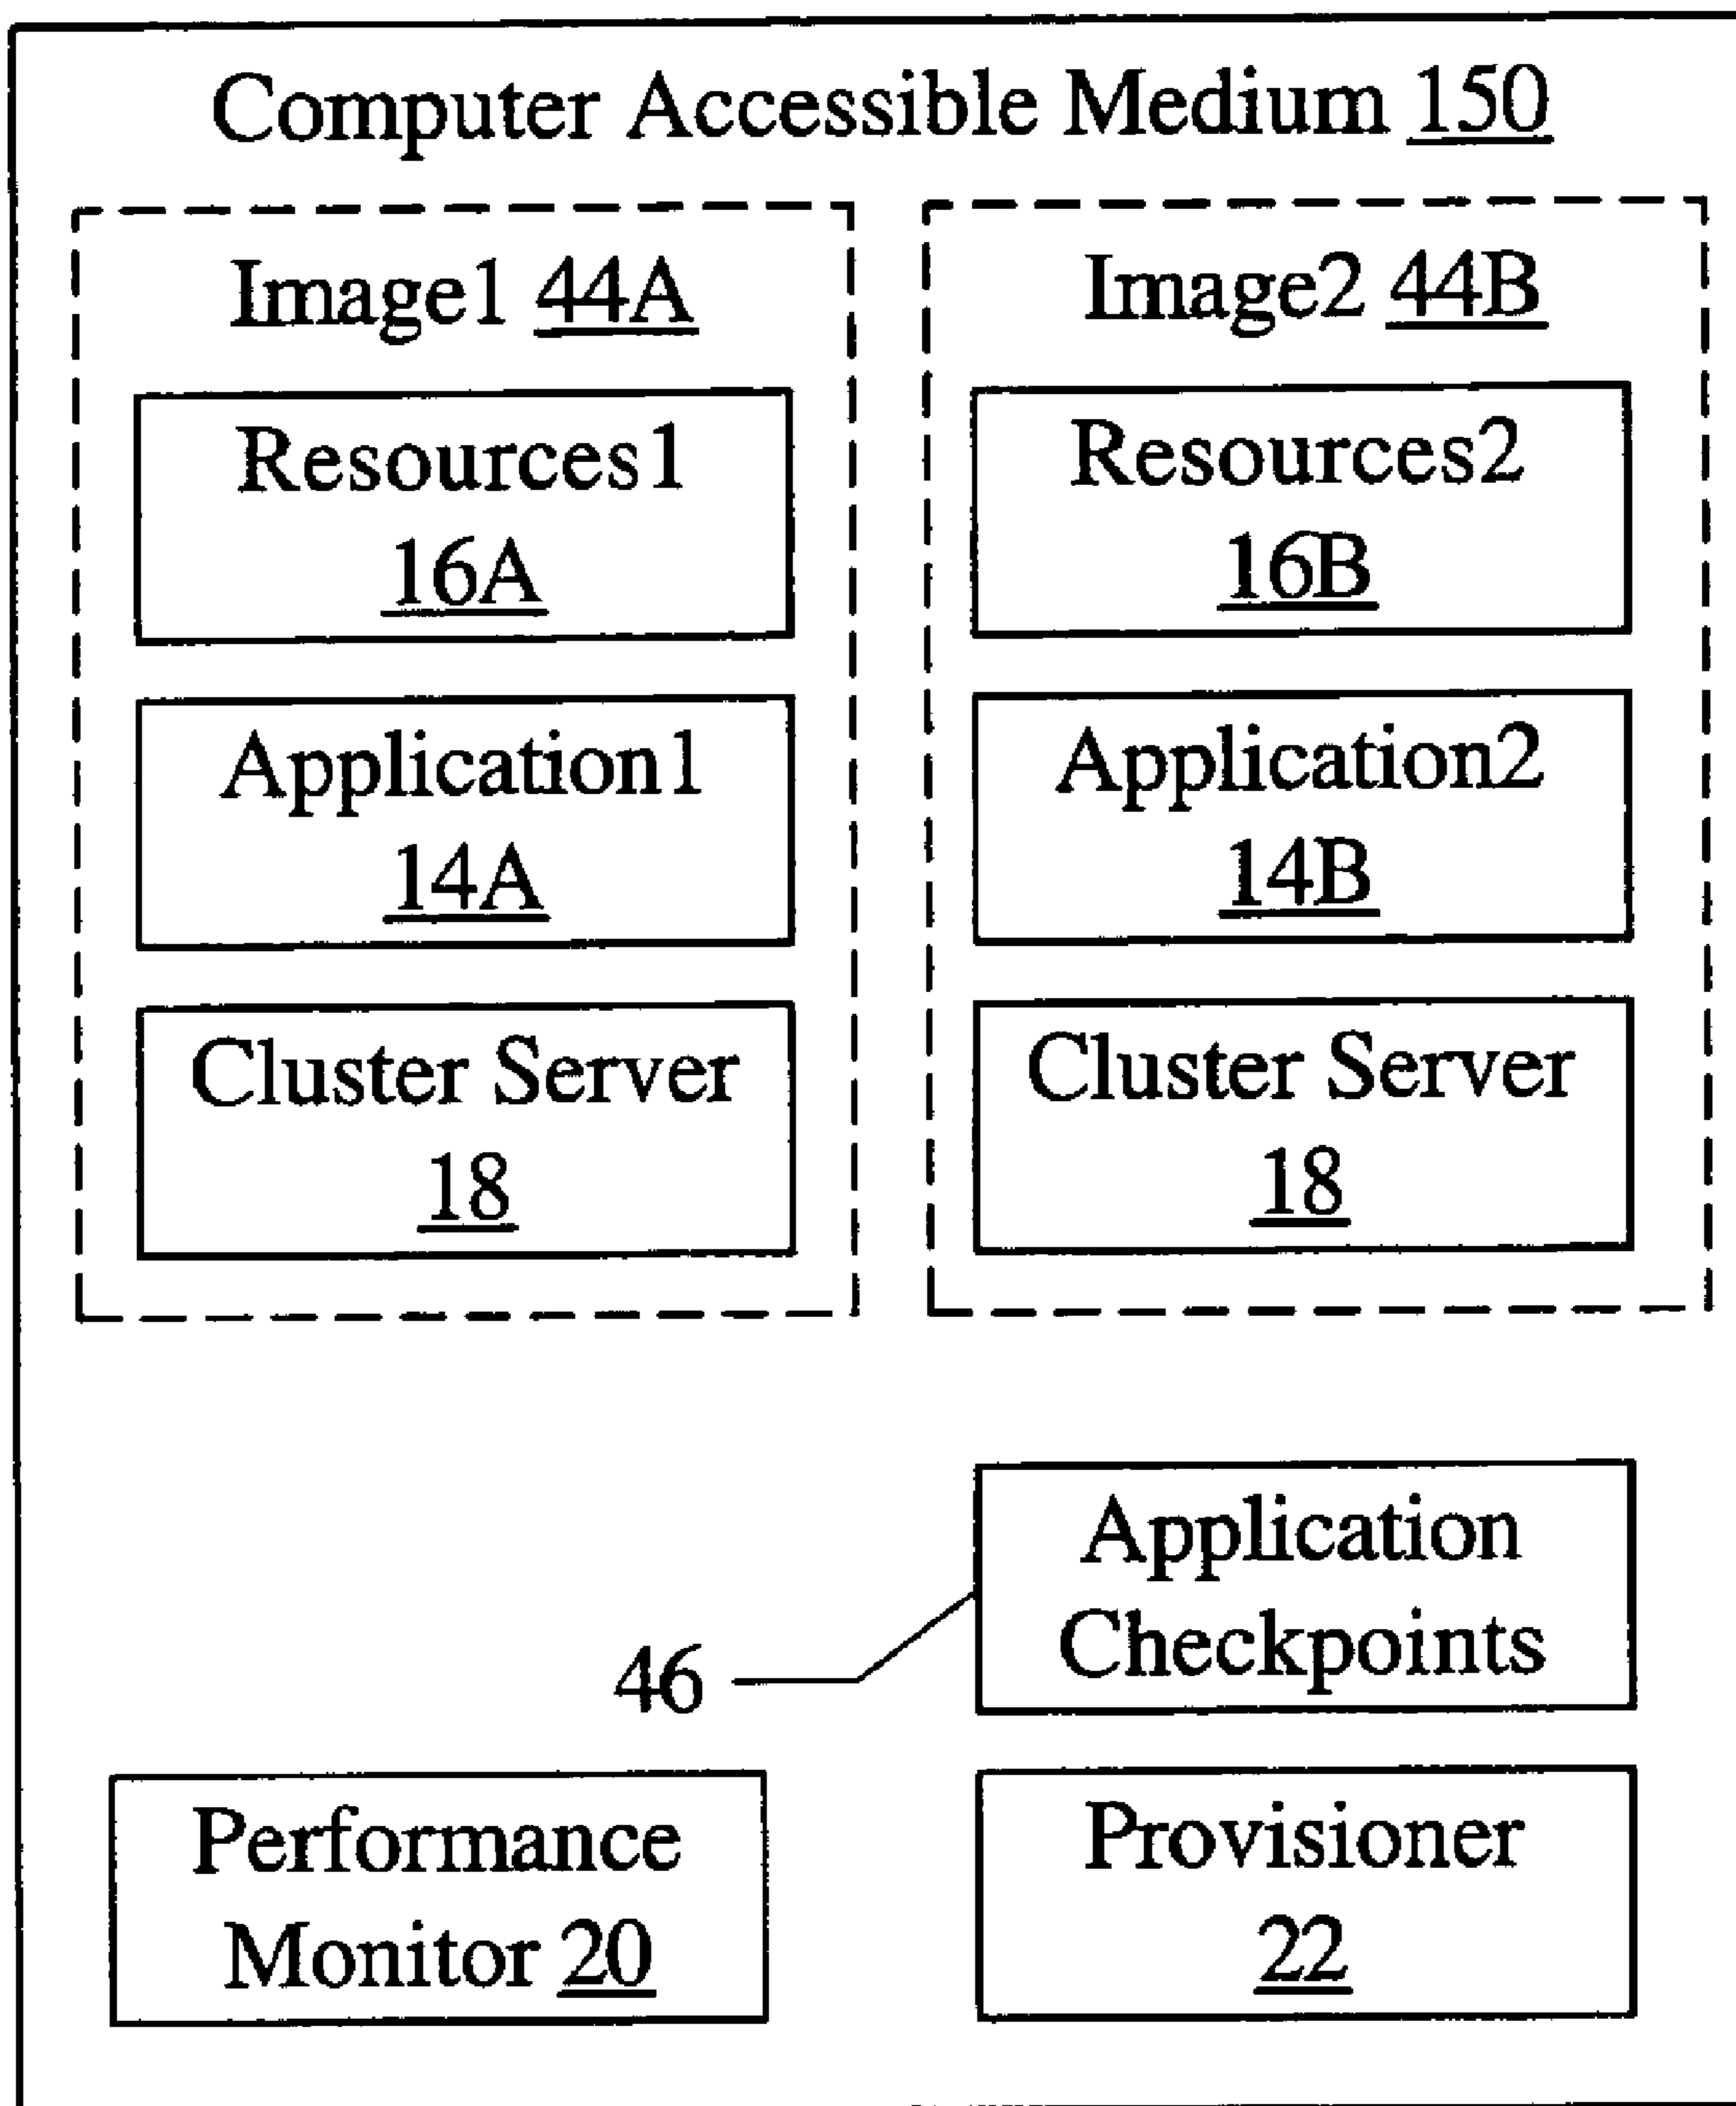 Computer Accessible Medium 150
Image1 44A
Resources1
16A
Application1
14A
Cluster Server
18
Image2 44B
Resources2
16B
Application2
14B
Cluster Server
18
Application
Checkpoints
46
Performance
Monitor 20
Provisioner
22